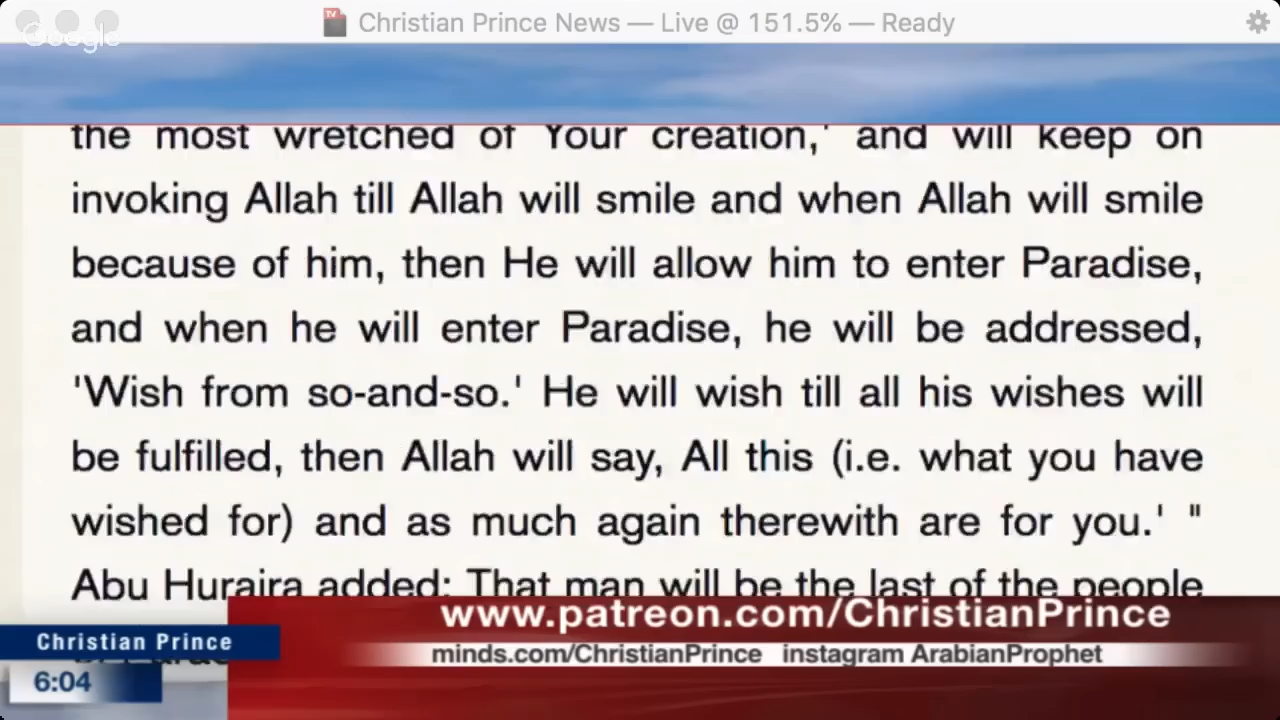 Christian Prince News — Live @ 151.5% — Ready
Google
the most wretched of Your creation,' and will keep on
invoking Allah till Allah will smile and when Allah will smile
because of him, then He will allow him to enter Paradise,
and when he will enter Paradise, he will be addressed,
'Wish from so-and-so.' He will wish till all his wishes will
be fulfilled, then Allah will say, All this (i.e. what you have
wished for) and as much again therewith are for you.' "
Abu Huraira added: That man will be the last of the people
www.patreon.com/ChristianPrince
Christian Prince
minds.com/ChristianPrince instagram ArabianProphet
6:04